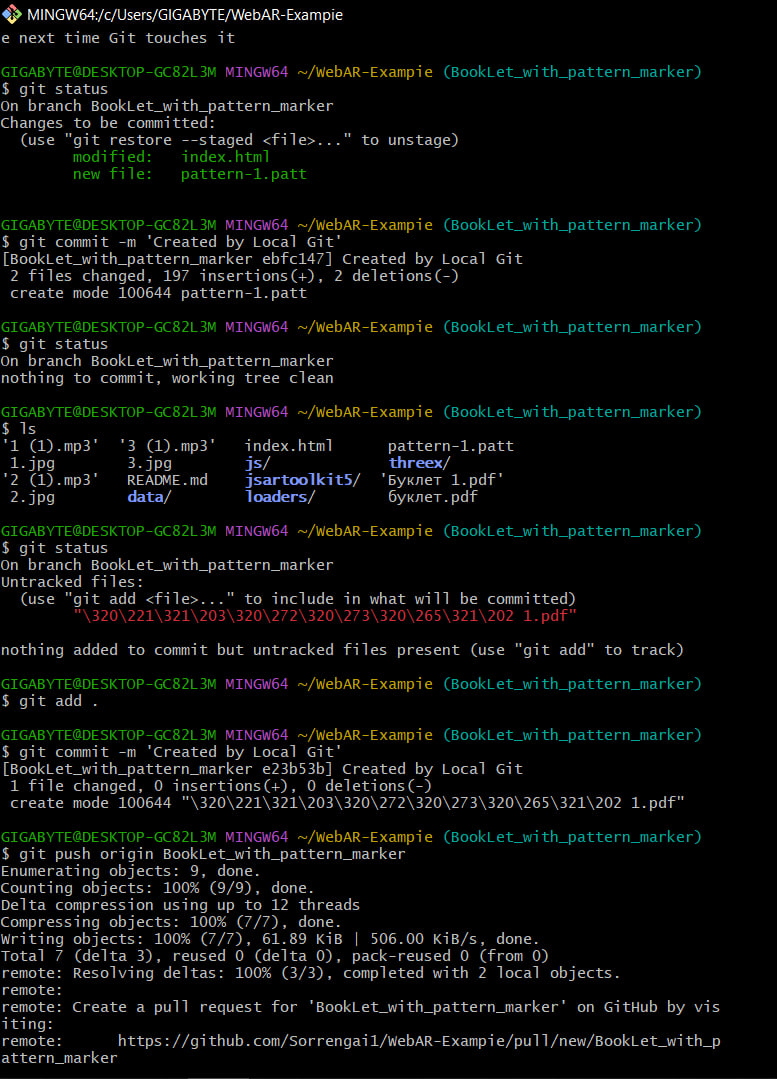 MINGW64:/c/Users/GIGABYTE/WebAR-Exampie
e next time Git touches it
GIGABYTE@DESKTOP-GC82L3M MINGW64 ~/WebAR-Exampie (BookLet_with_pattern_marker)
$ git status
On branch BookLet_with_pattern_marker
Changes to be committed:
  (use "git restore --staged <file>..." to unstage)
        modified:   index.html
        new file:   pattern-1.patt
GIGABYTE@DESKTOP-GC82L3M MINGW64 ~/WebAR-Exampie (BookLet_with_pattern_marker)
$ git commit -m 'Created by Local Git'
[BookLet_with_pattern_marker ebfc147] Created by Local Git
 2 files changed, 197 insertions(+), 2 deletions(-)
 create mode 100644 pattern-1.patt
GIGABYTE@DESKTOP-GC82L3M MINGW64 ~/WebAR-Exampie (BookLet_with_pattern_marker)
$ git status
On branch BookLet_with_pattern_marker
nothing to commit, working tree clean
GIGABYTE@DESKTOP-GC82L3M MINGW64 ~/WebAR-Exampie (BookLet_with_pattern_marker)
$ ls
'1 (1).mp3'  '3 (1).mp3'   index.html      pattern-1.patt
 1.jpg        3.jpg        js/             threex/
'2 (1).mp3'   README.md    jsartoolkit5/  'Буклет 1.pdf'
 2.jpg        data/        loaders/        буклет.pdf
GIGABYTE@DESKTOP-GC82L3M MINGW64 ~/WebAR-Exampie (BookLet_with_pattern_marker)
$ git status
On branch BookLet_with_pattern_marker
Untracked files:
  (use "git add <file>..." to include in what will be committed)
        "\320\221\321\203\320\272\320\273\320\265\321\202 1.pdf"
nothing added to commit but untracked files present (use "git add" to track)
GIGABYTE@DESKTOP-GC82L3M MINGW64 ~/WebAR-Exampie (BookLet_with_pattern_marker)
$ git add .
GIGABYTE@DESKTOP-GC82L3M MINGW64 ~/WebAR-Exampie (BookLet_with_pattern_marker)
$ git commit -m 'Created by Local Git'
[BookLet_with_pattern_marker e23b53b] Created by Local Git
 1 file changed, 0 insertions(+), 0 deletions(-)
 create mode 100644 "\320\221\321\203\320\272\320\273\320\265\321\202 1.pdf"
GIGABYTE@DESKTOP-GC82L3M MINGW64 ~/WebAR-Exampie (BookLet_with_pattern_marker)
$ git push origin BookLet_with_pattern_marker
Enumerating objects: 9, done.
Counting objects: 100% (9/9), done.
Delta compression using up to 12 threads
Compressing objects: 100% (7/7), done.
Writing objects: 100% (7/7), 61.89 KiB | 506.00 KiB/s, done.
Total 7 (delta 3), reused 0 (delta 0), pack-reused 0 (from 0)
remote: Resolving deltas: 100% (3/3), completed with 2 local objects.
remote:
remote: Create a pull request for 'BookLet_with_pattern_marker' on GitHub by vis
iting:
remote:      https://github.com/Sorrengai1/WebAR-Exampie/pull/new/BookLet_with_p
attern_marker